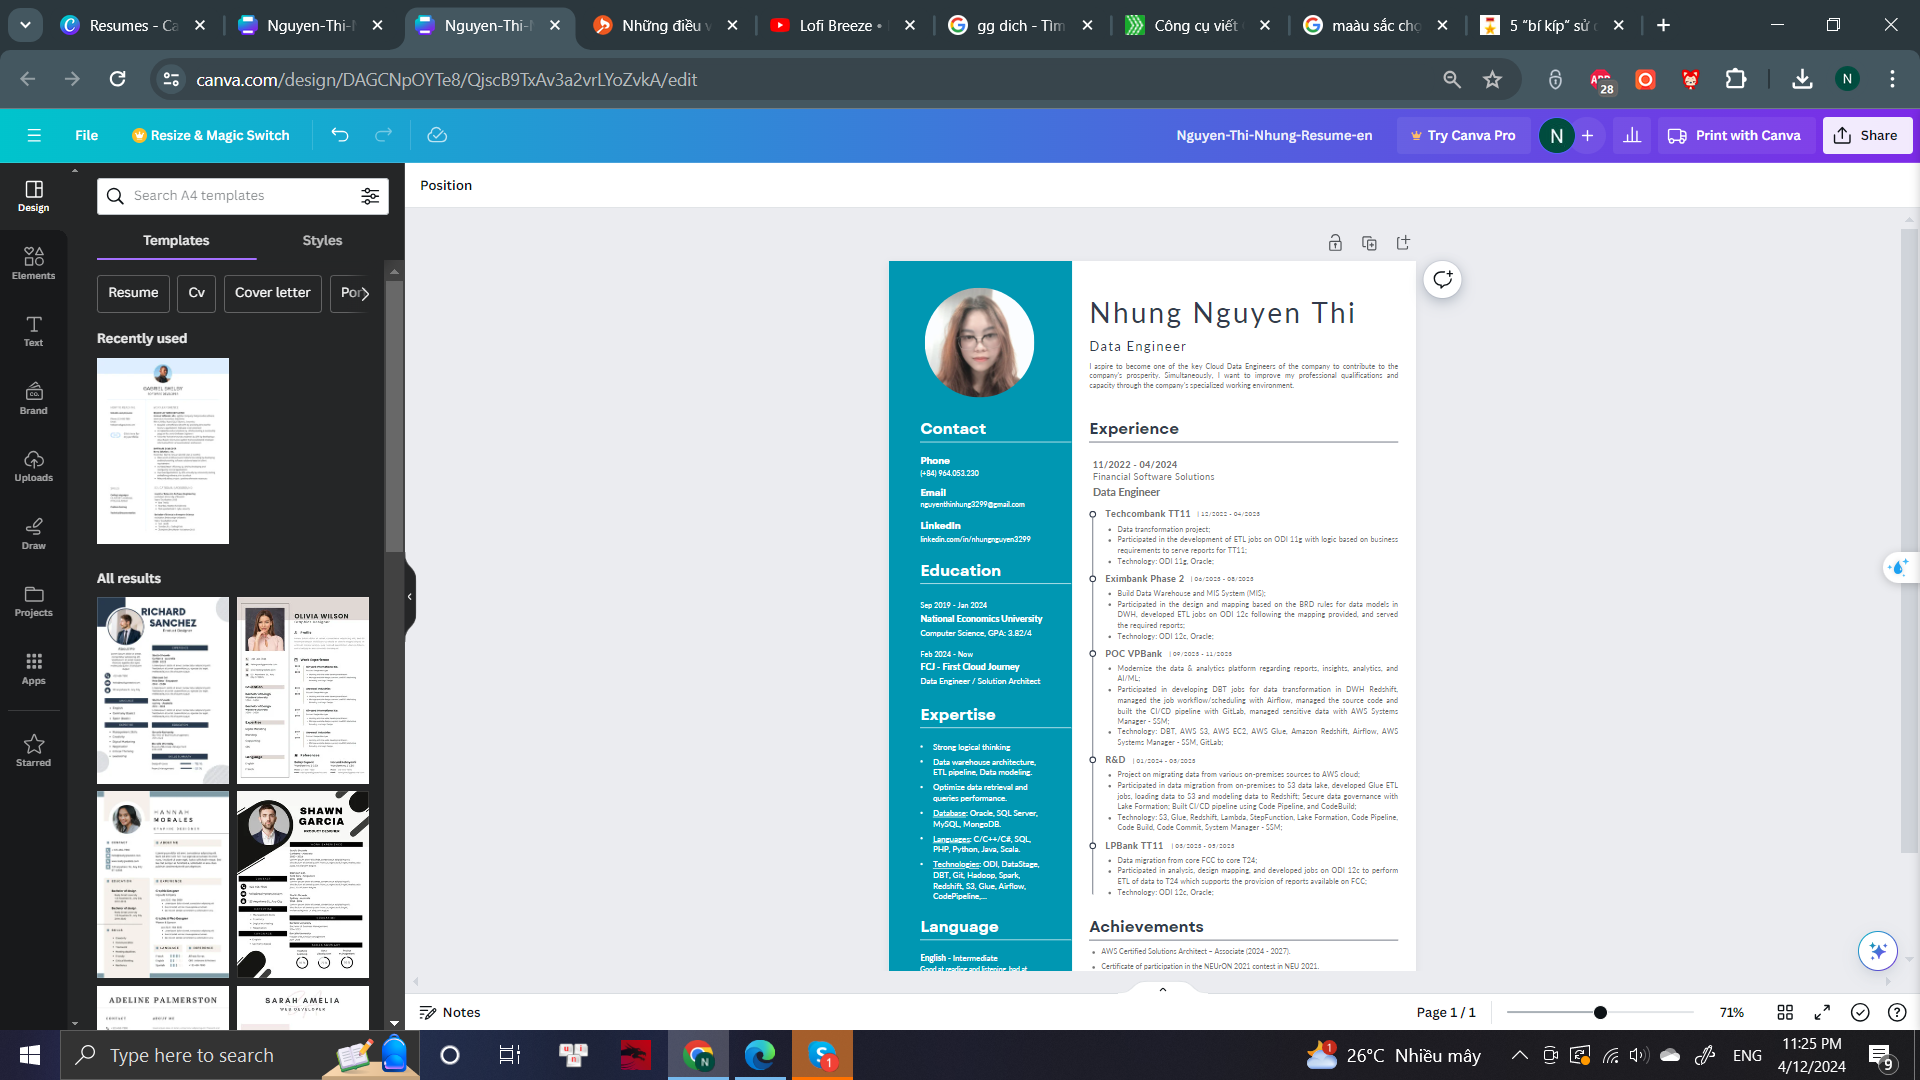 Resumes - Ca
Nguyen-Thi-N
Nguyen-Thi-N
Những điều v
Lofi Breeze •
gg dich - Tìm
Công cụ viết
maàu sắc chọ
5 “bí kíp” sử d
canva.com/design/DAGCNpOYTe8/QjscB9TxAv3a2vrLYoZvkA/edit
28
N
File
Resize & Magic Switch
Nguyen-Thi-Nhung-Resume-en
Try Canva Pro
N
Print with Canva
Share
Design
Elements
Text
Brand
Uploads
Draw
Projects
Apps
Starred
Search A4 templates
Templates
Styles
Resume
Cv
Cover letter
Por
Recently used
All results
RICHARD
SANCHEZ
Product Designer
OLIVIA WILSON
HANNAH
MORALES
SHAWN
GARCIA
PRODUCT DESIGNER
ADELINE PALMERSTON
SARAH AMELIA
WEB DEVELOPER
Position
Contact
Phone
(+84) 964.053.230
Email
nguyenthinhung3299@gmail.com
LinkedIn
linkedin.com/in/nhungnguyen3299
Education
Sep 2019 - Jan 2024
National Economics University
Computer Science, GPA: 3.82/4
Feb 2024 - Now
FCJ - First Cloud Journey
Data Engineer / Solution Architect
Expertise
• Strong logical thinking
• Data warehouse architecture,
ETL pipeline, Data modeling.
• Optimize data retrieval and
queries performance.
• Database: Oracle, SQL Server,
MySQL, MongoDB.
• Languages: C/C++/C#, SQL,
PHP, Python, Java, Scala.
• Technologies: ODI, DataStage,
DBT, Git, Hadoop, Spark,
Redshift, S3, Glue, Airflow,
CodePipeline,...
Language
English - Intermediate
Good at reading and listening, bad at
Nhung Nguyen Thi
Data Engineer
I aspire to become one of the key Cloud Data Engineers of the company to contribute to the
company's prosperity. Simultaneously, I want to improve my professional qualifications and
capacity through the company's specialized working environment.
Experience
11/2022 - 04/2024
Financial Software Solutions
Data Engineer
Techcombank TT11 | 12/2022 - 04/2023
• Data transformation project;
• Participated in the development of ETL jobs on ODI 11g with logic based on business
requirements to serve reports for TT11;
• Technology: ODI 11g, Oracle;
Eximbank Phase 2 | 06/2023 - 08/2023
• Build Data Warehouse and MIS System (MIS);
• Participated in the design and mapping based on the BRD rules for data models in
DWH, developed ETL jobs on ODI 12c following the mapping provided, and served
the required reports;
• Technology: ODI 12c, Oracle;
POC VPBank | 09/2023 - 11/2023
• Modernize the data & analytics platform regarding reports, insights, analytics, and
AI/ML;
• Participated in developing DBT jobs for data transformation in DWH Redshift,
managed the job workflow/scheduling with Airflow, managed the source code and
built the CI/CD pipeline with GitLab, managed sensitive data with AWS Systems
Manager - SSM;
• Technology: DBT, AWS S3, AWS EC2, AWS Glue, Amazon Redshift, Airflow. AWS
Systems Manager - SSM, GitLab;
R&D
• Project on migrating data from various on-premises sources to AWS cloud;
• Participated in data migration from on-premises to S3 data lake, developed Glue ETL
jobs, loading data to S3 and modeling data to Redshift; Secure data governance with
Lake Formation; Built CI/CD pipeline using Code Pipeline, and CodeBuild;
• Technology: S3. Glue, Redshift, Lambda, StepFunction, Lake Formation, Code Pipeline,
Code Build, Code Commit, System Manager - SSM;
LPBank TT11
• Data migration from core FCC to core T24;
• Participated in analysis, design mapping, and developed jobs on ODI 12c to perform
ETL of data to T24 which supports the provision of reports available on FCC;
• Technology: ODI 12c, Oracle;
Achievements
• AWS Certified Solutions Architect – Associate (2024 - 2027).
• Certificate of participation in the NEUrON 2021 contest in NEU 2021.
Notes
Page 1 / 1
71%
Type here to search
N
1
1
26°C Nhiều mây
ENG
11:25 PM
4/12/2024
9